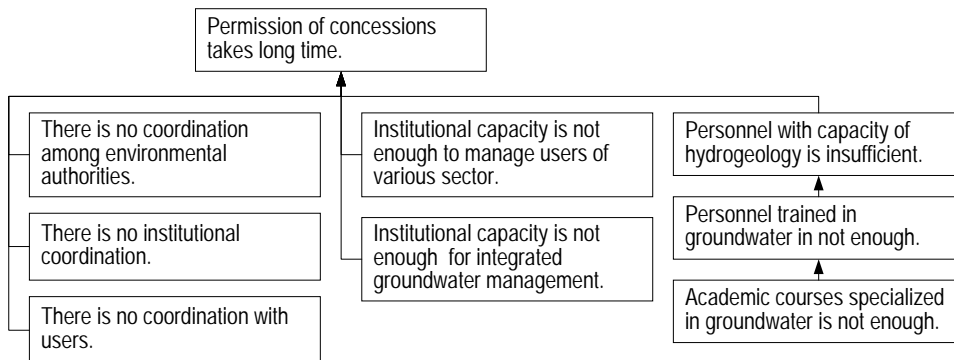 Permission of concessions
takes long time.
There is no coordination
among environmental
authorities.
Institutional capacity is not
enough to manage users of
various sector.
Personnel with capacity of
hydrogeology is insufficient.
There is no institutional
coordination.
Institutional capacity is not
enough for integrated
groundwater management.
Personnel trained in
groundwater in not enough.
There is no coordination with
users.
Academic courses specialized
in groundwater is not enough.